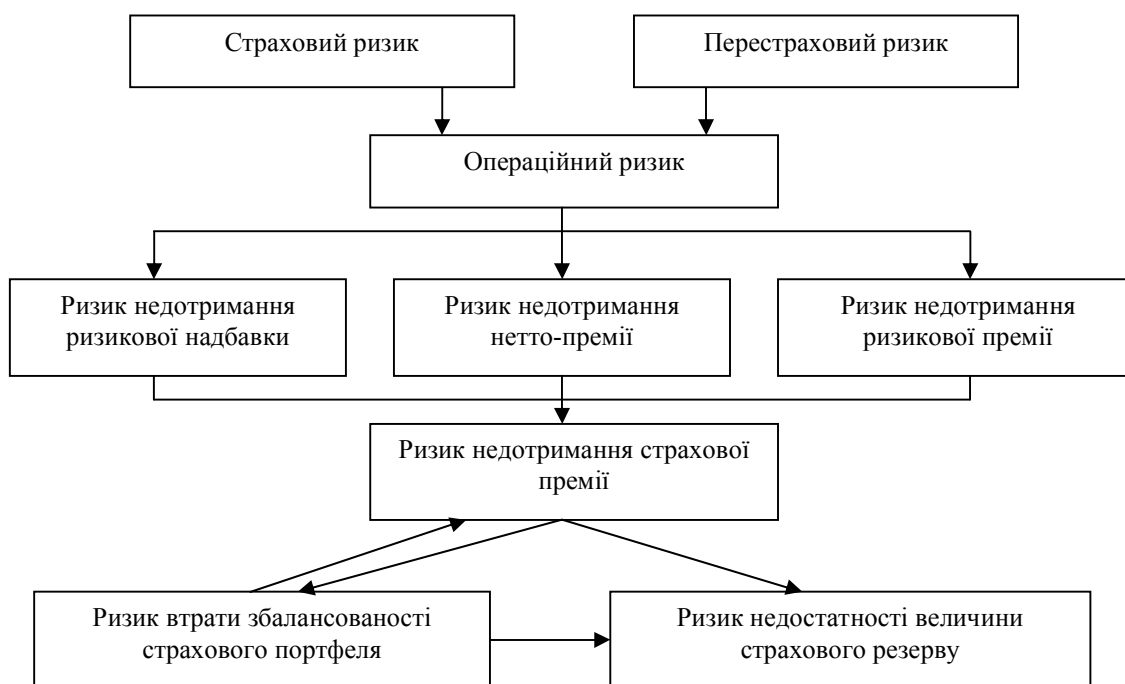 Страховий ризик
Перестраховий ризик
Операційний ризик
Ризик недотримання
ризикової надбавки
Ризик недотримання
нетто-премії
Ризик недотримання
ризикової премії
Ризик недотримання страхової
премії
Ризик втрати збалансованості
страхового портфеля
Ризик недостатності величини
страхового резерву